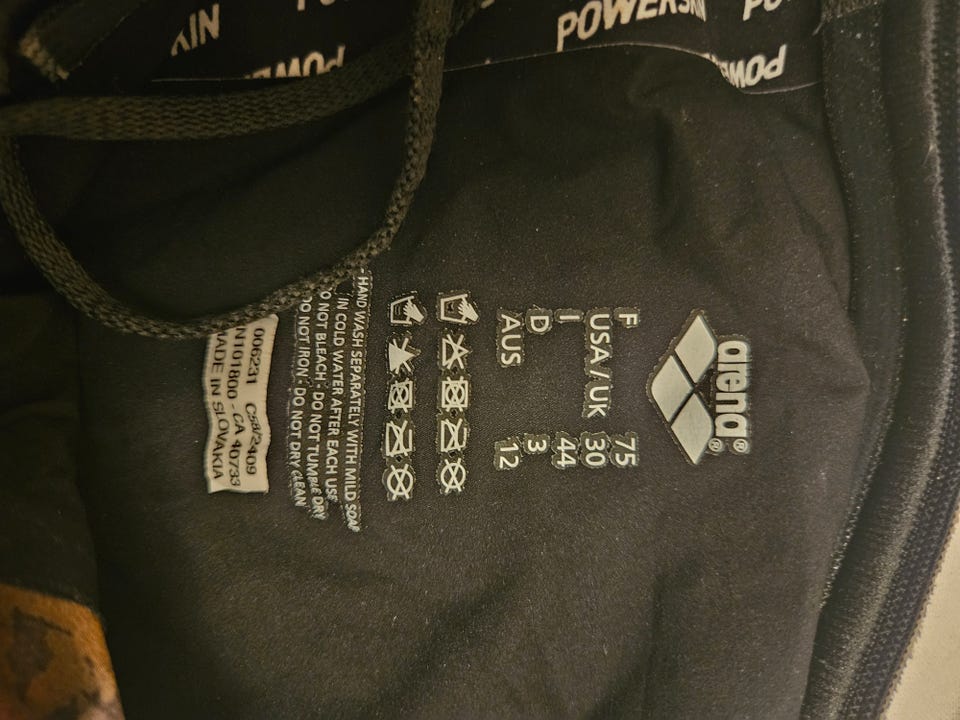 POWERSKIN
arena®
®
F 75
USA / UK 30
I 44
D 3
AUS 12
HAND WASH SEPARATELY WITH MILD SOAP
IN COLD WATER AFTER EACH USE
DO NOT BLEACH · DO NOT TUMBLE DRY
DO NOT IRON · DO NOT DRY CLEAN
006231
N101800 - CA 40733
MADE IN SLOVAKIA